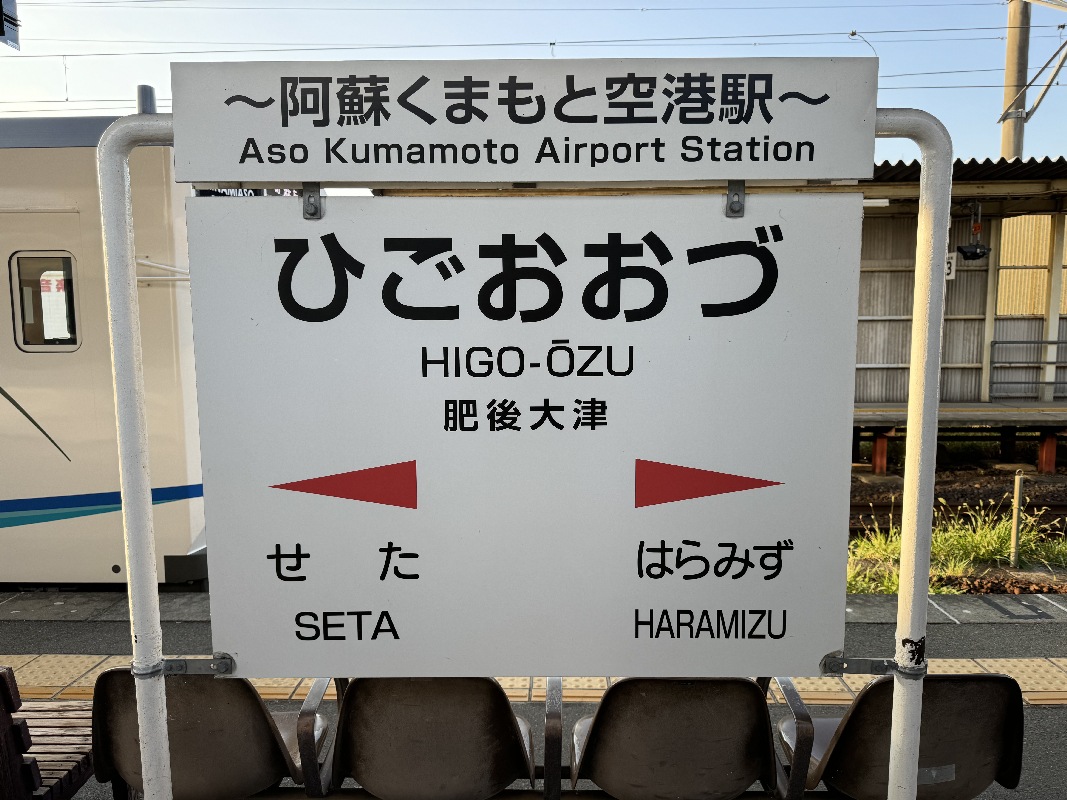 ～阿蘇くまもと空港駅～
Aso Kumamoto Airport Station
ひごおおづ
HIGO-ŌZU
肥後大津
せた はらみず
SETA HARAMIZU
3